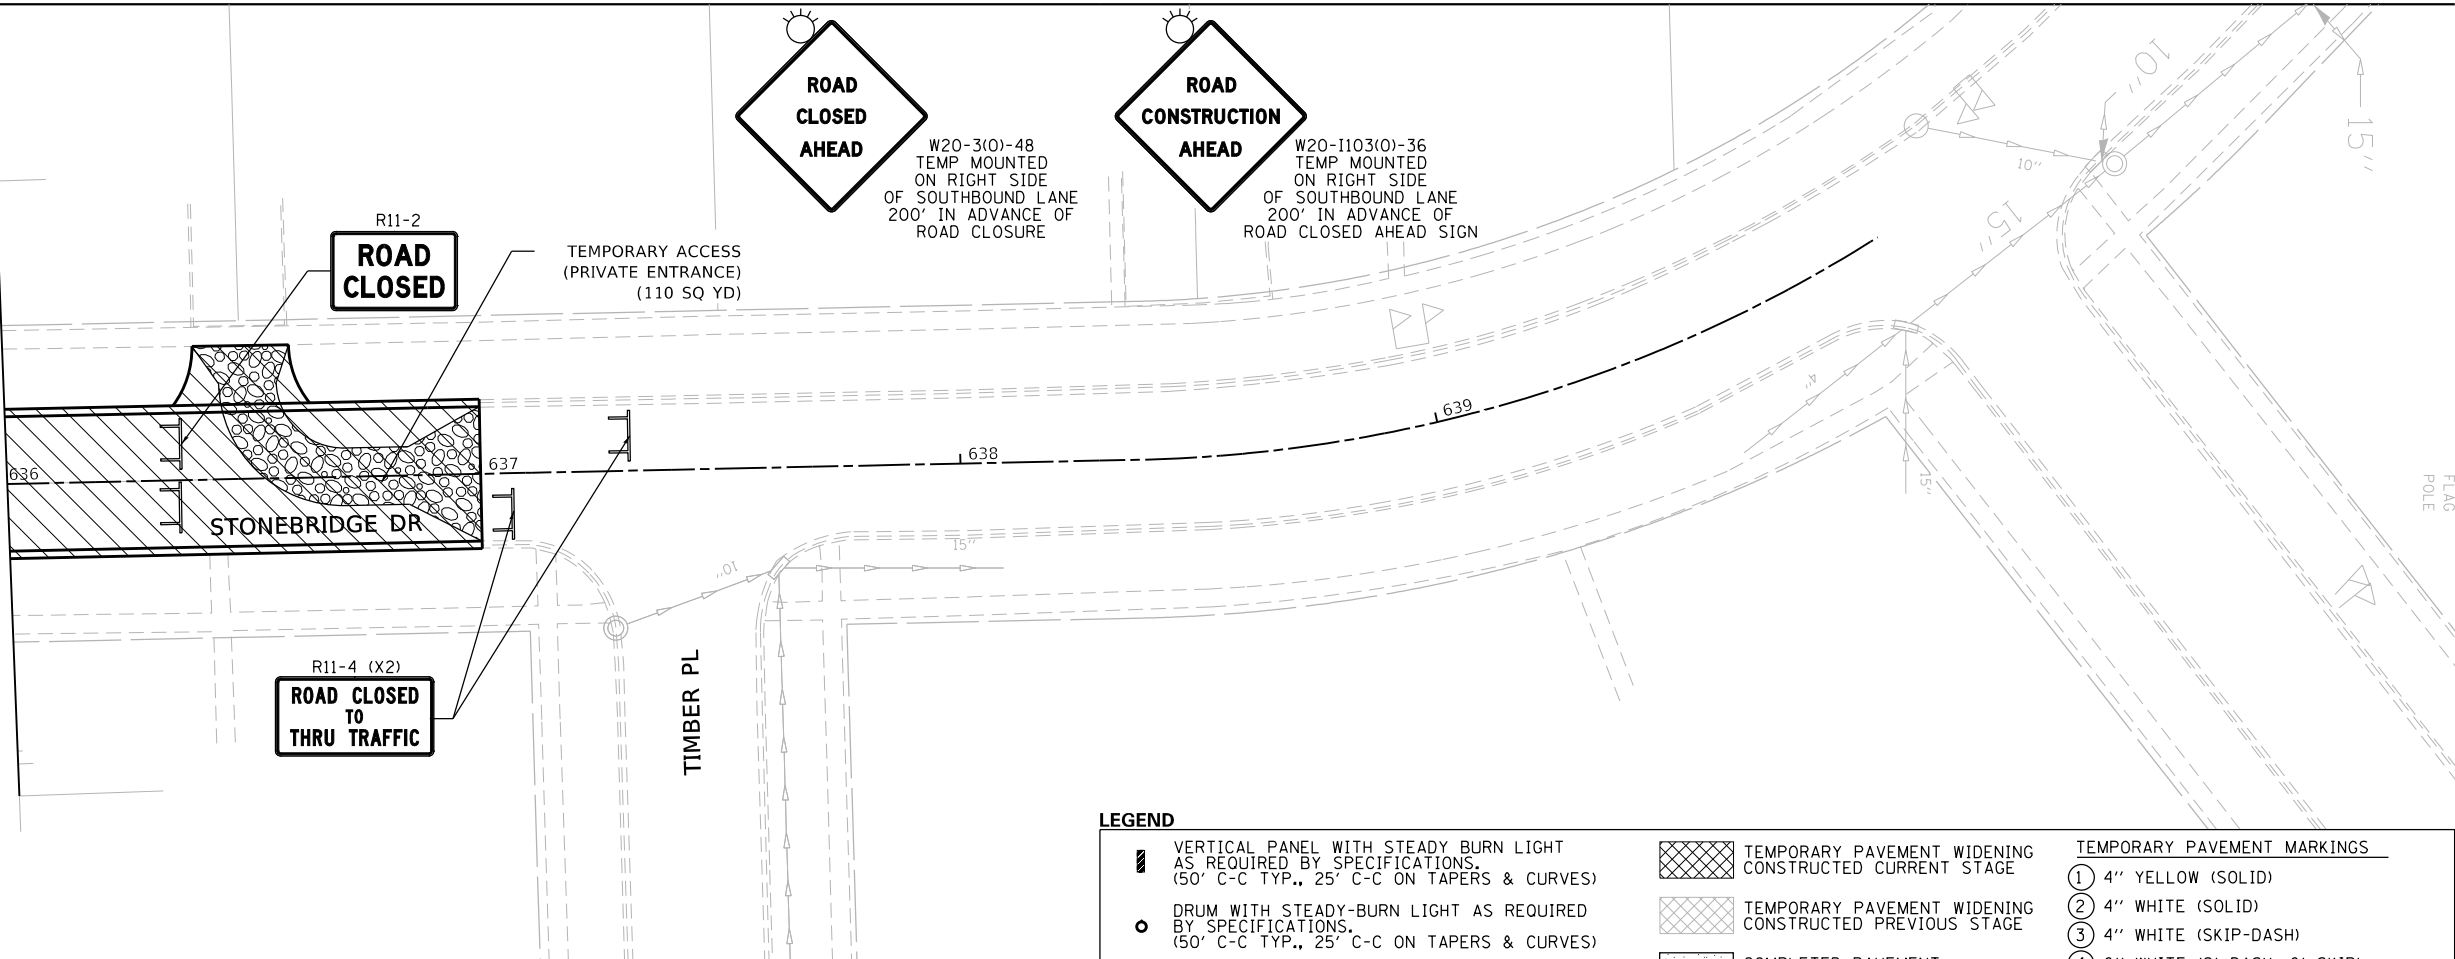 ROAD
CLOSED
AHEAD
W20-3(O)-48
TEMP MOUNTED
ON RIGHT SIDE
OF SOUTHBOUND LANE
200' IN ADVANCE OF
ROAD CLOSURE
ROAD
CONSTRUCTION
AHEAD
W20-I103(O)-36
TEMP MOUNTED
ON RIGHT SIDE
OF SOUTHBOUND LANE
200' IN ADVANCE OF
ROAD CLOSED AHEAD SIGN
10''
15''
10''
15''
R11-2
ROAD
CLOSED
TEMPORARY ACCESS
(PRIVATE ENTRANCE)
(110 SQ YD)
4''
639
638
637
636
15''
FLAG
POLE
STONEBRIDGE DR
15''
10''
R11-4 (X2)
ROAD CLOSED
TO
THRU TRAFFIC
TIMBER PL
LEGEND
VERTICAL PANEL WITH STEADY BURN LIGHT
AS REQUIRED BY SPECIFICATIONS.
(50' C-C TYP., 25' C-C ON TAPERS & CURVES)
DRUM WITH STEADY-BURN LIGHT AS REQUIRED
BY SPECIFICATIONS.
(50' C-C TYP., 25' C-C ON TAPERS & CURVES)
TEMPORARY PAVEMENT WIDENING
CONSTRUCTED CURRENT STAGE
TEMPORARY PAVEMENT WIDENING
CONSTRUCTED PREVIOUS STAGE
TEMPORARY PAVEMENT MARKINGS
1 4'' YELLOW (SOLID)
2 4'' WHITE (SOLID)
3 4'' WHITE (SKIP-DASH)